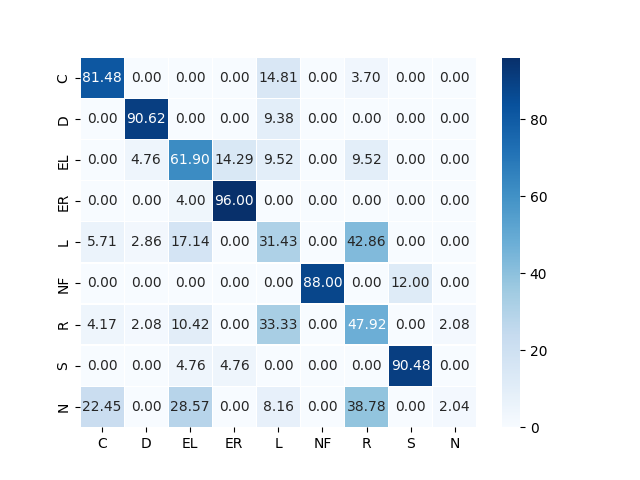 C 81.48 0.00 0.00 0.00 14.81 0.00 3.70 0.00 0.00
D 0.00 90.62 0.00 0.00 9.38 0.00 0.00 0.00 0.00
EL 0.00 4.76 61.90 14.29 9.52 0.00 9.52 0.00 0.00
ER 0.00 0.00 4.00 96.00 0.00 0.00 0.00 0.00 0.00
L 5.71 2.86 17.14 0.00 31.43 0.00 42.86 0.00 0.00
NF 0.00 0.00 0.00 0.00 0.00 88.00 0.00 12.00 0.00
R 4.17 2.08 10.42 0.00 33.33 0.00 47.92 0.00 2.08
S 0.00 0.00 4.76 4.76 0.00 0.00 0.00 90.48 0.00
N 22.45 0.00 28.57 0.00 8.16 0.00 38.78 0.00 2.04
C D EL ER L NF R S N
80
60
40
20
0